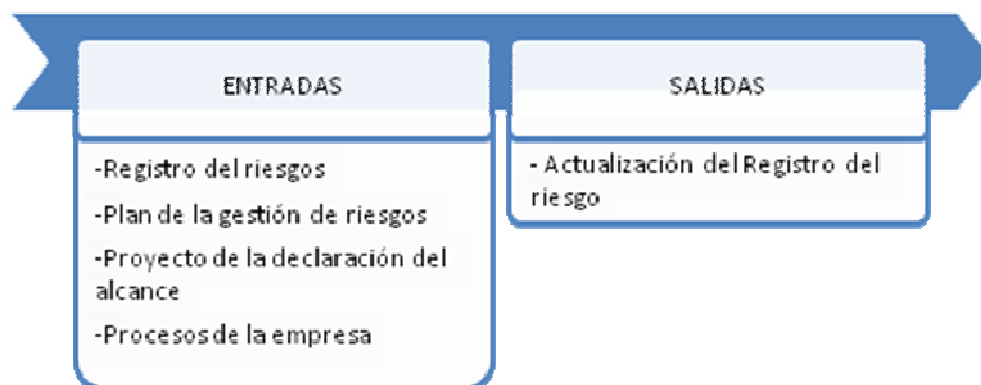 ENTRADAS
-Registro del riesgos
-Plan de la gestión de riesgos
-Proyecto de la declaración del
alcance
-Procesos de la empresa
SALIDAS
- Actualización del Registro del
riesgo